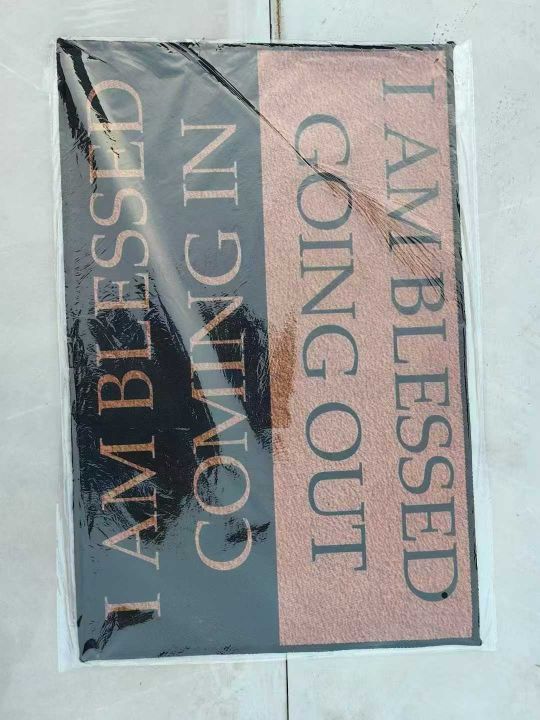 I AM BLESSED
COMING IN
I AM BLESSED
GOING OUT